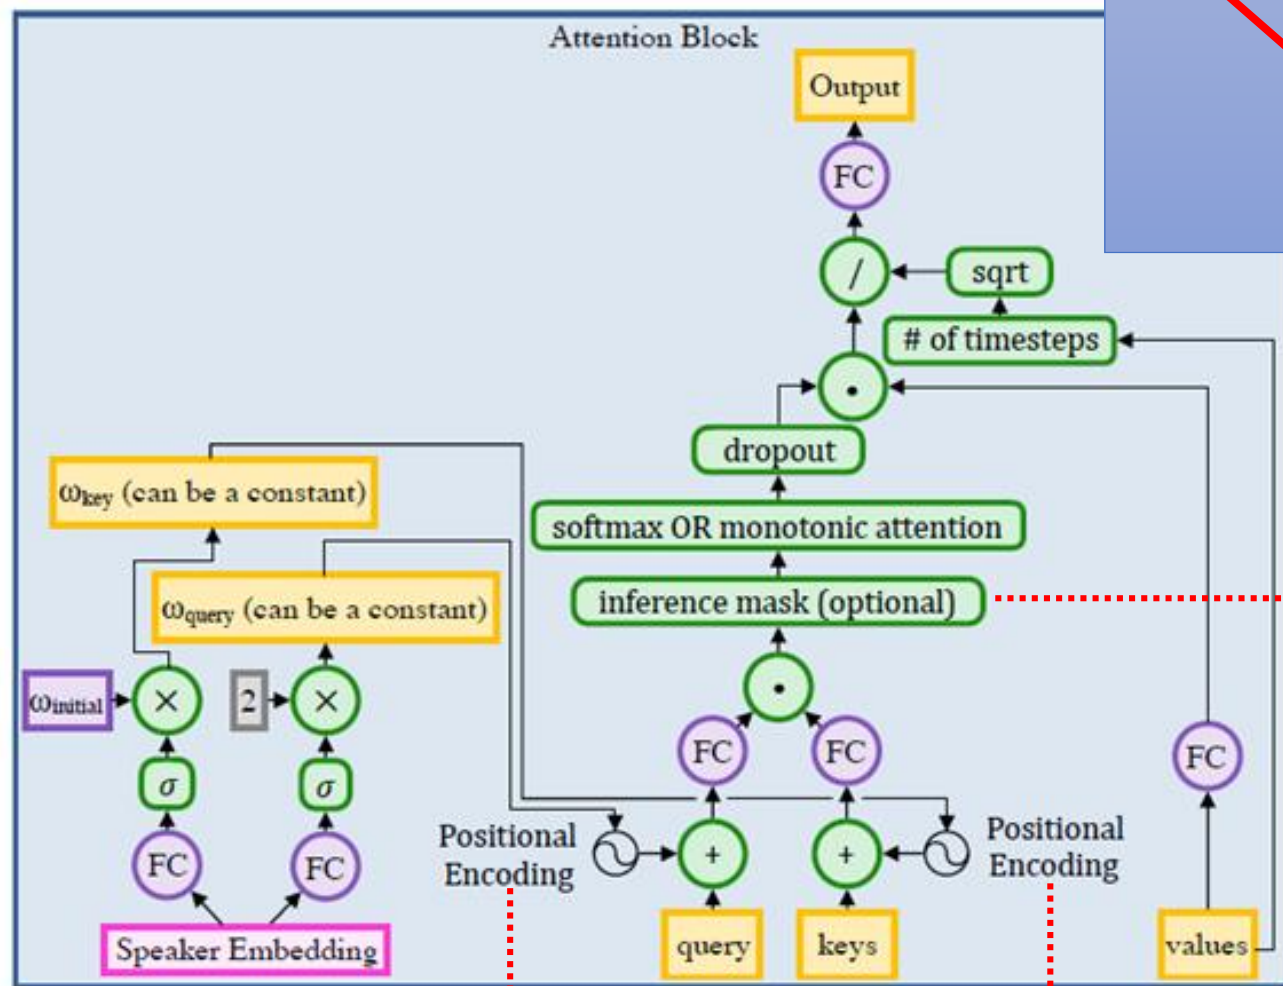 Attention Block
Output
FC
/
sqrt
# of timesteps
·
dropout
ωkey (can be a constant)
softmax OR monotonic attention
ωquery (can be a constant)
inference mask (optional)
ωinitial
×
2
×
·
FC
FC
FC
σ
σ
Positional
Encoding
+
+
Positional
Encoding
FC
FC
Speaker Embedding
query
keys
values